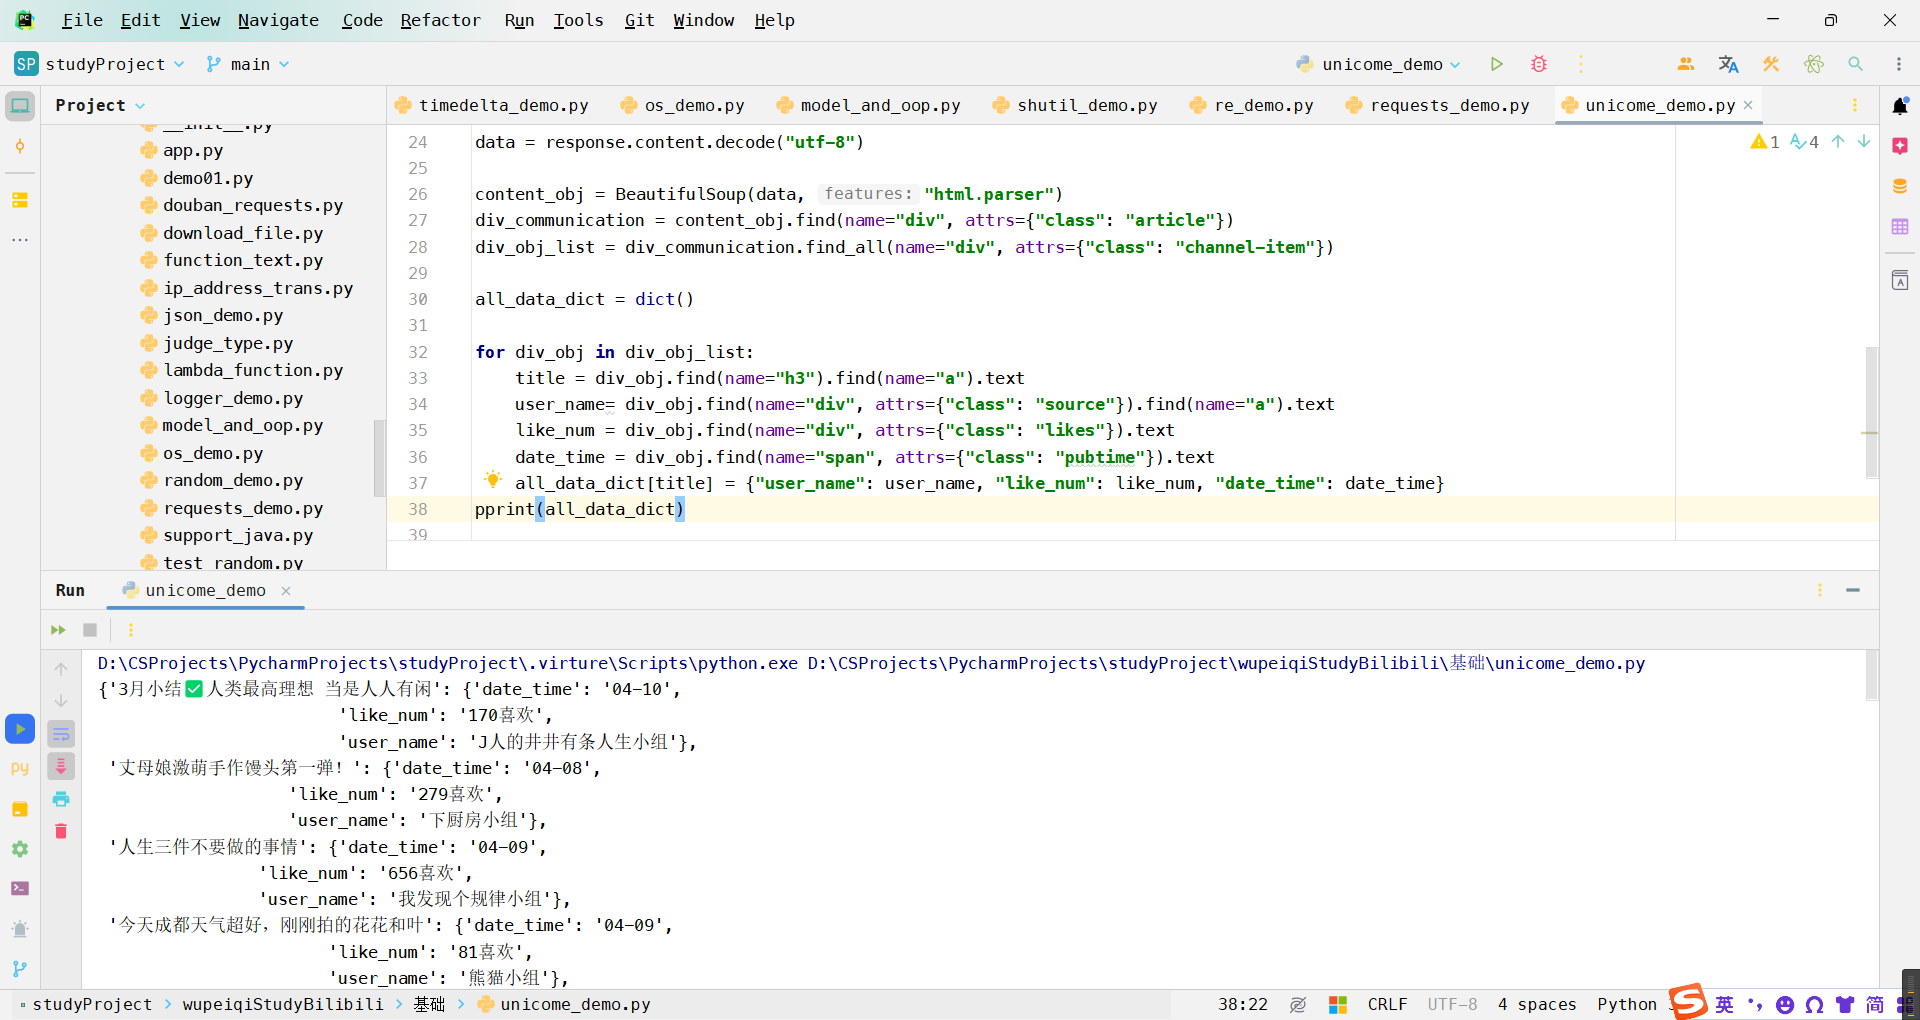 File Edit View Navigate Code Refactor Run Tools Git Window Help
SP studyProject main unicome_demo
Project
timedelta_demo.py os_demo.py model_and_oop.py shutil_demo.py re_demo.py requests_demo.py unicome_demo.py
__init__.py
app.py
demo01.py
douban_requests.py
download_file.py
function_text.py
ip_address_trans.py
json_demo.py
judge_type.py
lambda_function.py
logger_demo.py
model_and_oop.py
os_demo.py
random_demo.py
requests_demo.py
support_java.py
test_random.py
1 4
24 data = response.content.decode("utf-8")
25
26 content_obj = BeautifulSoup(data, features: "html.parser")
27 div_communication = content_obj.find(name="div", attrs={"class": "article"})
28 div_obj_list = div_communication.find_all(name="div", attrs={"class": "channel-item"})
29
30 all_data_dict = dict()
31
32 for div_obj in div_obj_list:
33 title = div_obj.find(name="h3").find(name="a").text
34 user_name= div_obj.find(name="div", attrs={"class": "source"}).find(name="a").text
35 like_num = div_obj.find(name="div", attrs={"class": "likes"}).text
36 date_time = div_obj.find(name="span", attrs={"class": "pubtime"}).text
37 all_data_dict[title] = {"user_name": user_name, "like_num": like_num, "date_time": date_time}
38 pprint(all_data_dict)
39
Run unicome_demo
D:\CSProjects\PycharmProjects\studyProject\.virture\Scripts\python.exe D:\CSProjects\PycharmProjects\studyProject\wupeiqiStudyBilibili\基础\unicome_demo.py
{'3月小结✅人类最高理想 当是人人有闲': {'date_time': '04-10',
'like_num': '170喜欢',
'user_name': 'J人的井井有条人生小组'},
'丈母娘激萌手作馒头第一弹！': {'date_time': '04-08',
'like_num': '279喜欢',
'user_name': '下厨房小组'},
'人生三件不要做的事情': {'date_time': '04-09',
'like_num': '656喜欢',
'user_name': '我发现个规律小组'},
'今天成都天气超好，刚刚拍的花花和叶': {'date_time': '04-09',
'like_num': '81喜欢',
'user_name': '熊猫小组'},
studyProject wupeiqiStudyBilibili 基础 unicome_demo.py
38:22 CRLF UTF-8 4 spaces Python
英 简